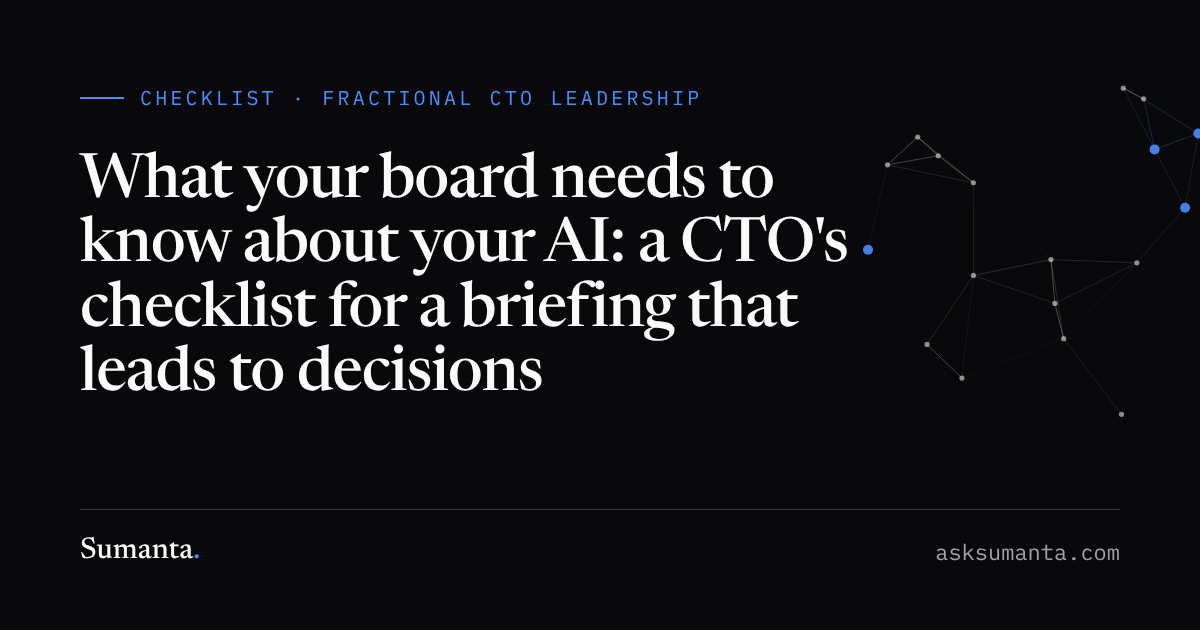 CHECKLIST · FRACTIONAL CTO LEADERSHIP
What your board needs to
know about your AI: a CTO's
checklist for a briefing that
leads to decisions
Sumanta.
asksumanta.com